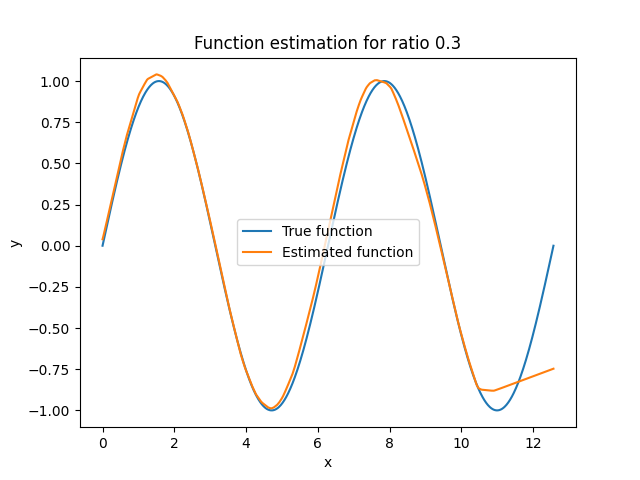 Function estimation for ratio 0.3
1.00
0.75
0.50
0.25
0.00
−0.25
−0.50
−0.75
−1.00
y
True function
Estimated function
0 2 4 6 8 10 12
x